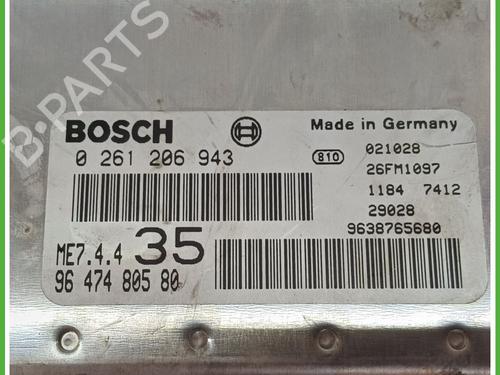 B-PARTS
BOSCH
Made in Germany
0 261 206 943
810
021028
26FM1097
1184 7412
29028
9638765680
ME7.4.4 35
96 474 805 80